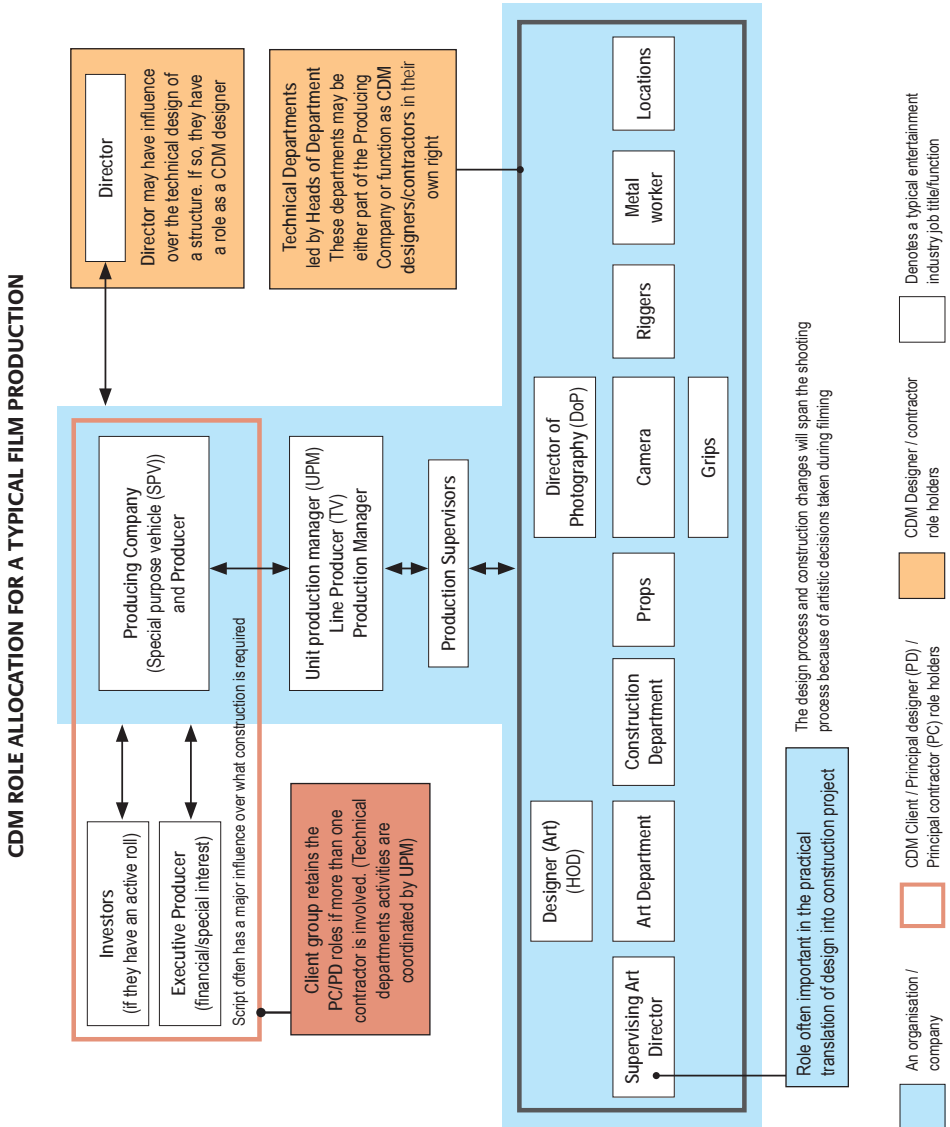 CDM ROLE ALLOCATION FOR A TYPICAL FILM PRODUCTION
Investors
(if they have an active roll)
Executive Producer
(financial/special interest)
Script often has a major influence over what construction is required
Producing Company
(Special purpose vehicle (SPV))
and Producer
Director
Director may have influence
over the technical design of
a structure. If so, they have
a role as a CDM designer
Client group retains the
PC/PD roles if more than one
contractor is involved. (Technical
departments activities are
coordinated by UPM)
Unit production manager (UPM)
Line Producer (TV)
Production Manager
Production Supervisors
Technical Departments
led by Heads of Department
These departments may be
either part of the Producing
Company or function as CDM
designers/contractors in their
own right
Designer (Art)
(HOD)
Director of
Photography (DoP)
Supervising Art
Director
Art Department
Construction
Department
Props
Camera
Riggers
Metal
worker
Locations
Grips
Role often important in the practical
translation of design into construction project
The design process and construction changes will span the shooting
process because of artistic decisions taken during filming
An organisation /
company
CDM Client / Principal designer (PD) /
Principal contractor (PC) role holders
CDM Designer / contractor
role holders
Denotes a typical entertainment
industry job title/function